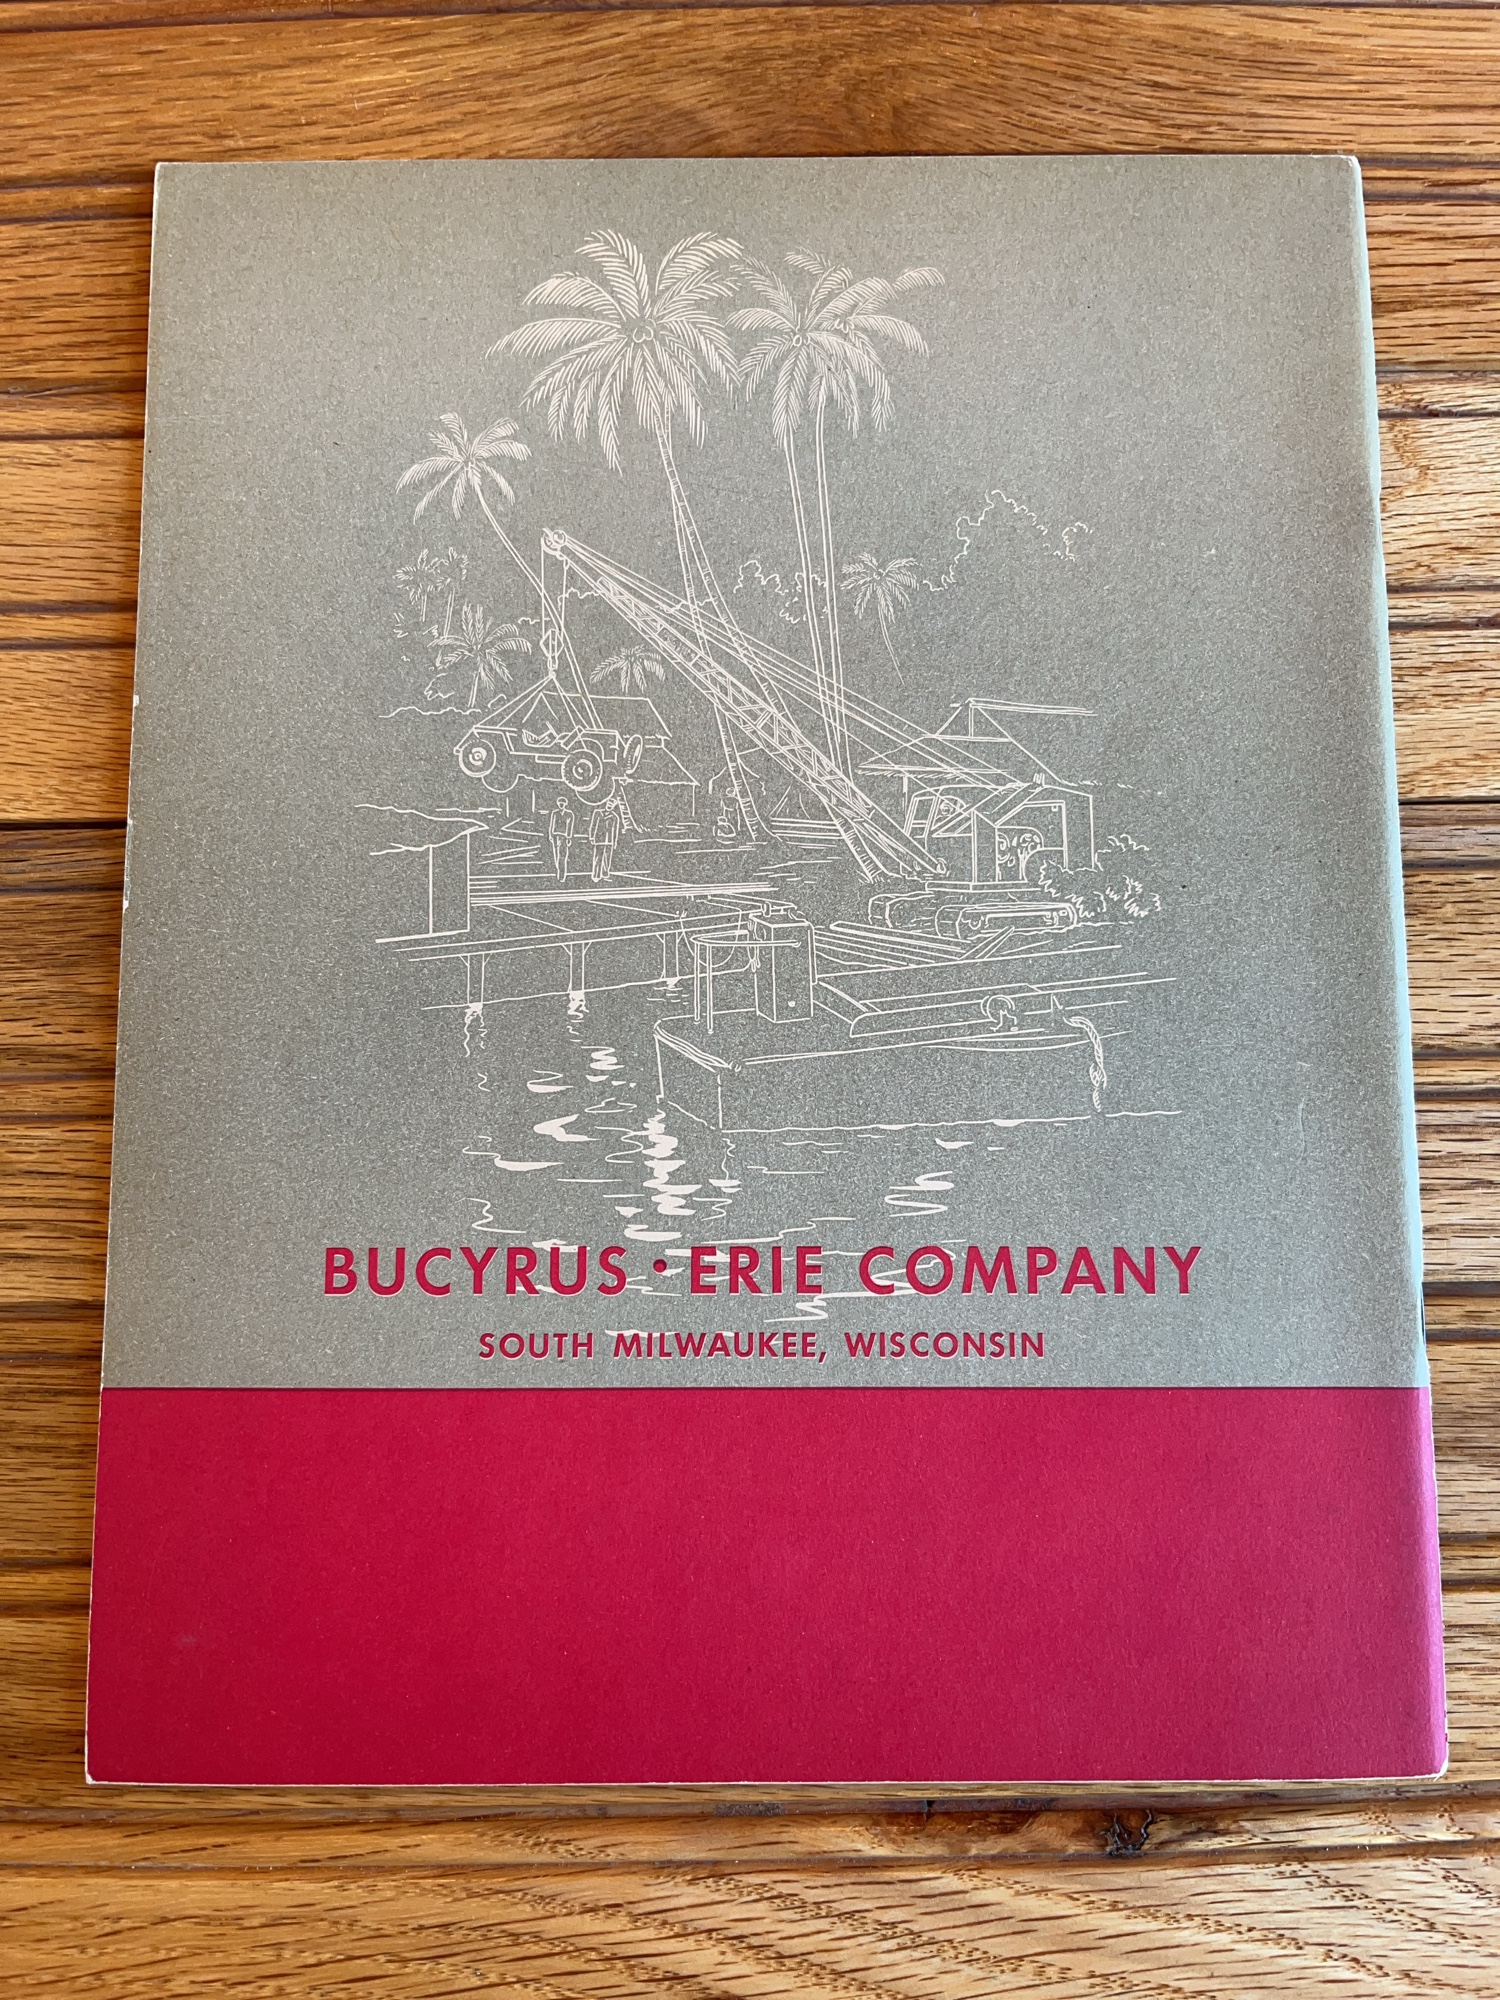 BUCYRUS • ERIE COMPANY
SOUTH MILWAUKEE, WISCONSIN